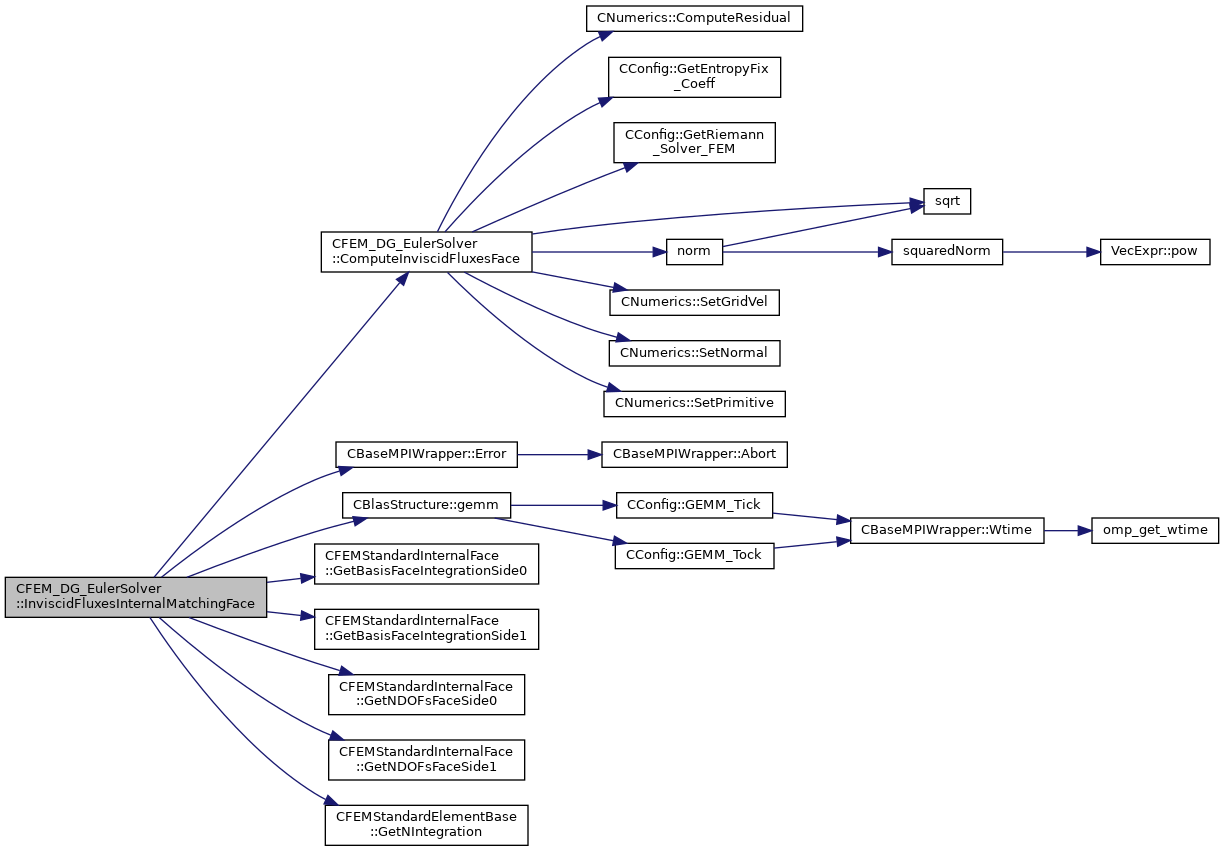 CNumerics::ComputeResidual
CConfig::GetEntropyFix
_Coeff
CConfig::GetRiemann
_Solver_FEM
sqrt
CFEM_DG_EulerSolver
::ComputeInviscidFluxesFace
norm
squaredNorm
VecExpr::pow
CNumerics::SetGridVel
CNumerics::SetNormal
CNumerics::SetPrimitive
CBaseMPIWrapper::Error
CBaseMPIWrapper::Abort
CBlasStructure::gemm
CConfig::GEMM_Tick
CBaseMPIWrapper::Wtime
omp_get_wtime
CConfig::GEMM_Tock
CFEMStandardInternalFace
::GetBasisFaceIntegrationSide0
CFEM_DG_EulerSolver
::InviscidFluxesInternalMatchingFace
CFEMStandardInternalFace
::GetBasisFaceIntegrationSide1
CFEMStandardInternalFace
::GetNDOFsFaceSide0
CFEMStandardInternalFace
::GetNDOFsFaceSide1
CFEMStandardElementBase
::GetNIntegration